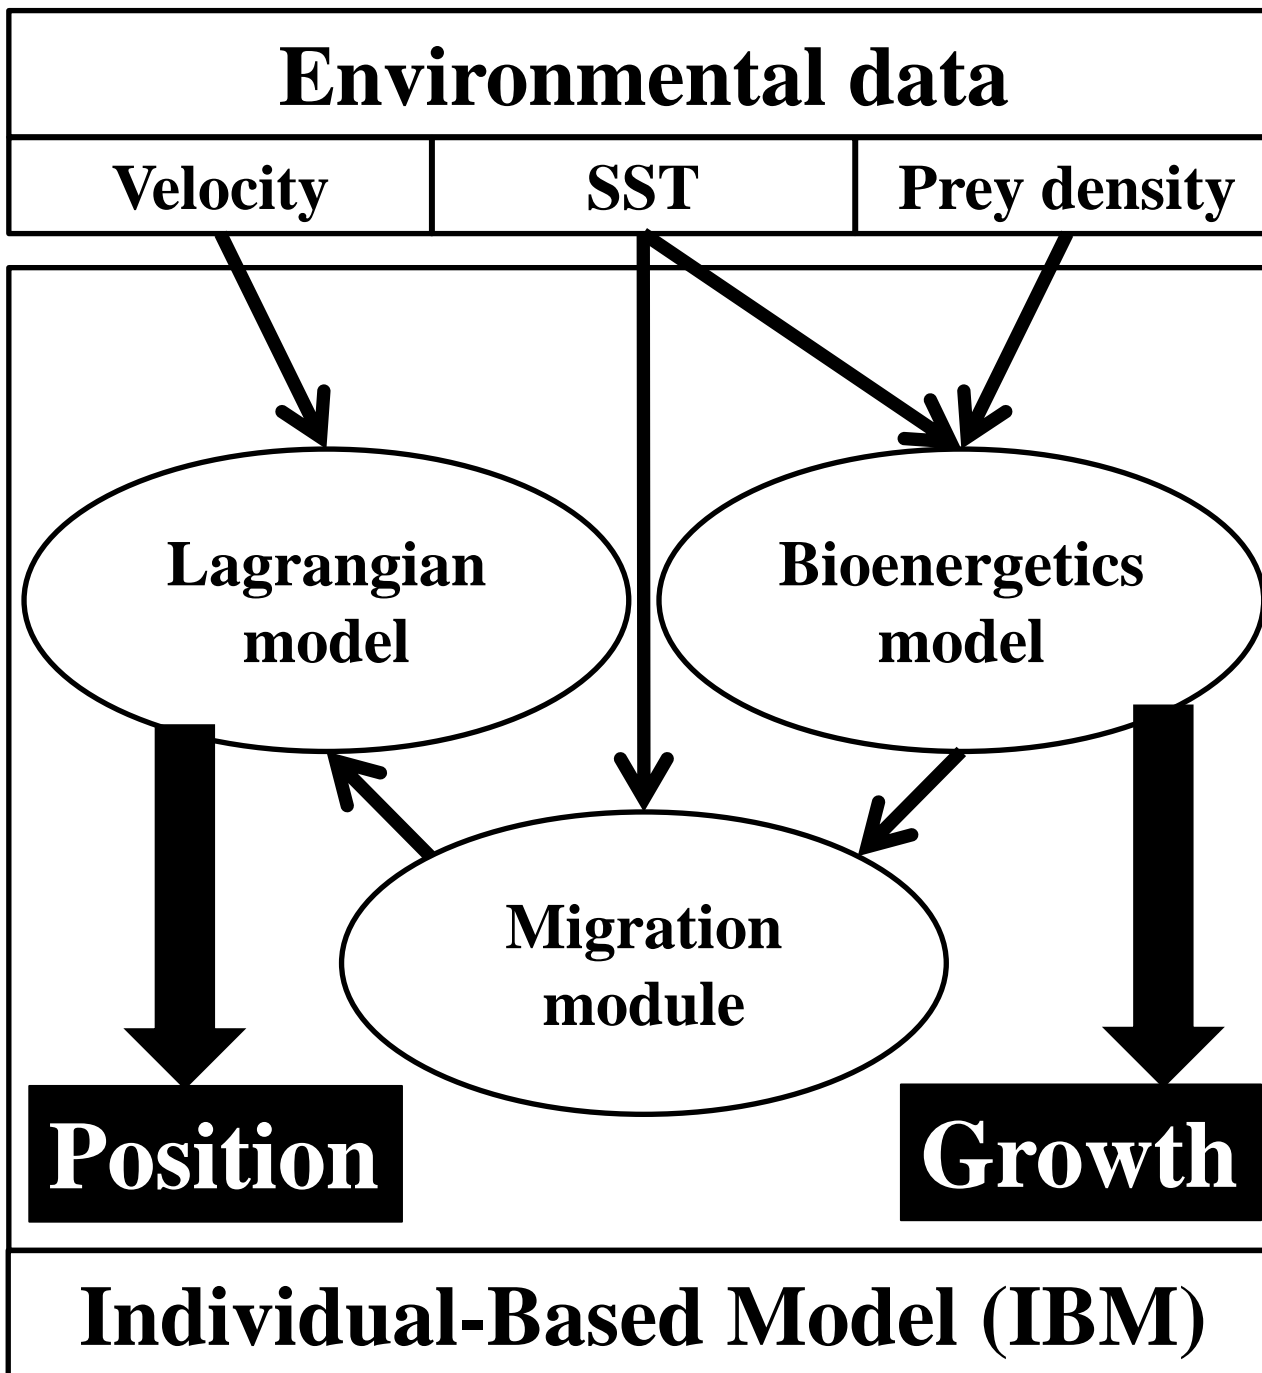 Environmental data
Velocity
SST
Prey density
Lagrangian
model
Bioenergetics
model
Migration
module
Position
Growth
Individual-Based Model (IBM)